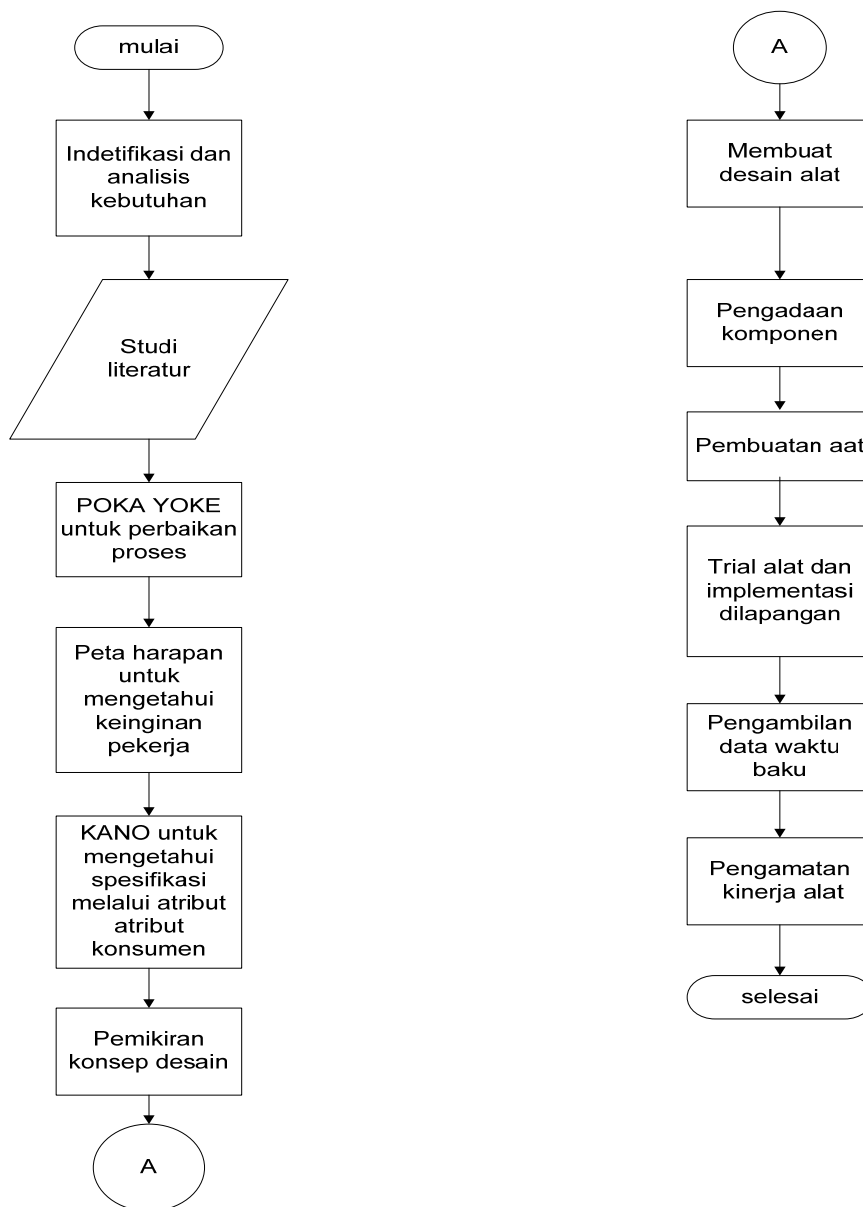 mulai
Indetifikasi dan
analisis
kebutuhan
Studi
literatur
POKA YOKE
untuk perbaikan
proses
Peta harapan
untuk
mengetahui
keinginan
pekerja
KANO untuk
mengetahui
spesifikasi
melalui atribut
atribut
konsumen
Pemikiran
konsep desain
A
A
Membuat
desain alat
Pengadaan
komponen
Pembuatan aat
Trial alat dan
implementasi
dilapangan
Pengambilan
data waktu
baku
Pengamatan
kinerja alat
selesai